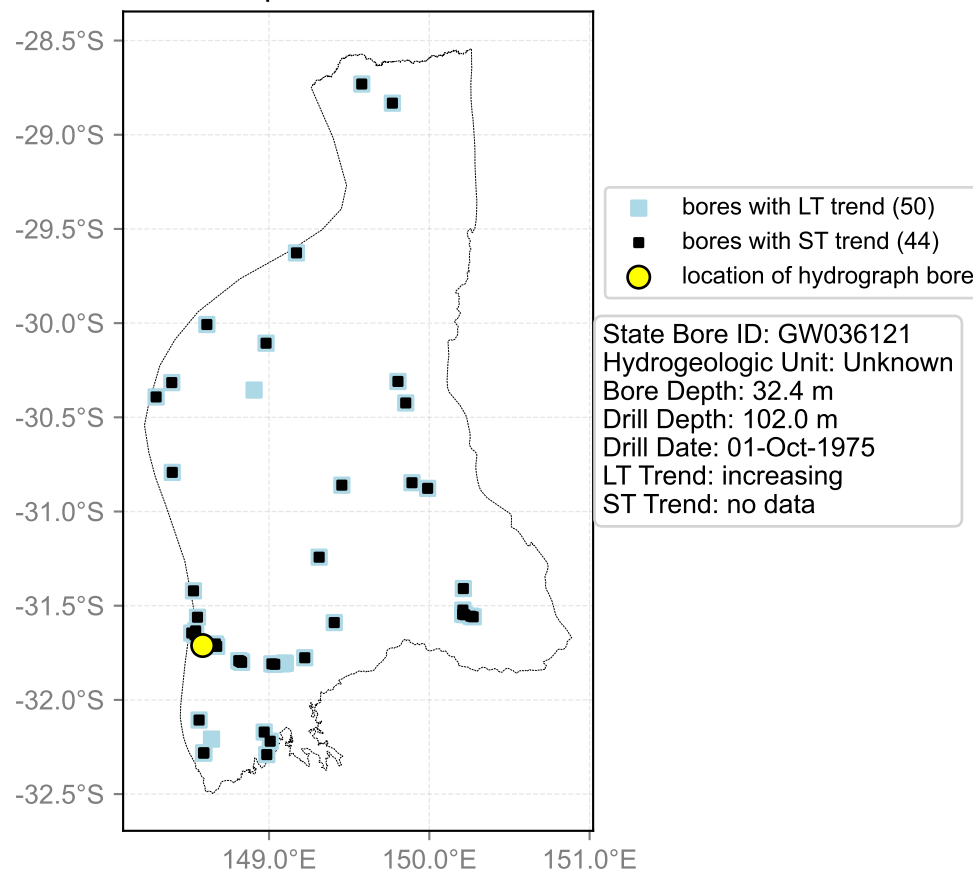 -28.5°S
-29.0°S
-29.5°S
-30.0°S
-30.5°S
-31.0°S
-31.5°S
-32.0°S
-32.5°S
149.0°E
150.0°E
151.0°E
bores with LT trend (50)
bores with ST trend (44)
location of hydrograph bore
State Bore ID: GW036121
Hydrogeologic Unit: Unknown
Bore Depth: 32.4 m
Drill Depth: 102.0 m
Drill Date: 01-Oct-1975
LT Trend: increasing
ST Trend: no data